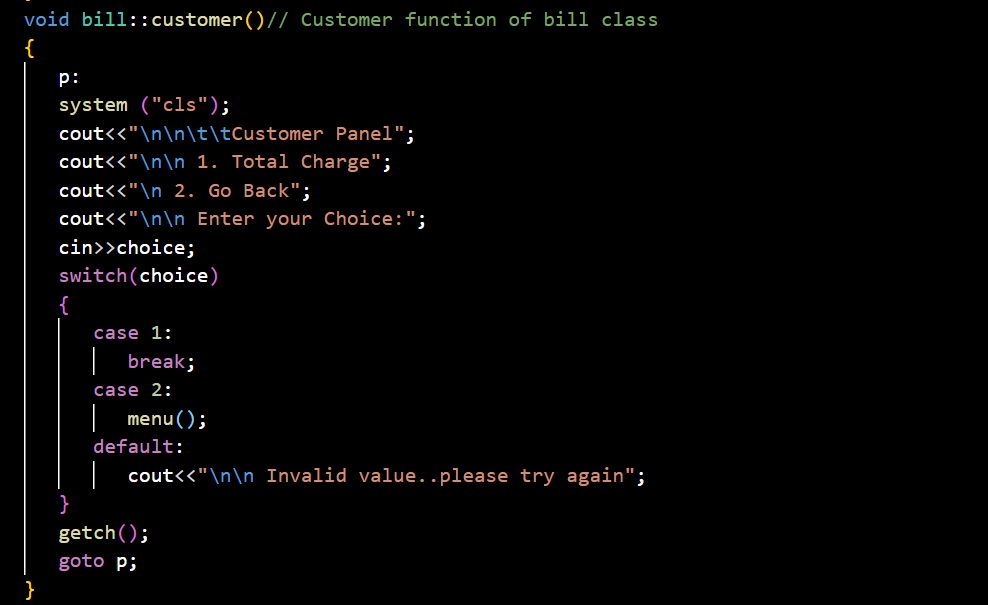 void bill::customer()// Customer function of bill class
{
p:
system ("cls");
cout<<"\n\n\t\tCustomer Panel";
cout<<"\n\n 1. Total Charge";
cout<<"\n 2. Go Back";
cout<<"\n\n Enter your Choice:";
cin>>choice;
switch(choice)
{
case 1:
break;
case 2:
menu();
default:
cout<<"\n\n Invalid value..please try again";
}
getch();
goto p;
}